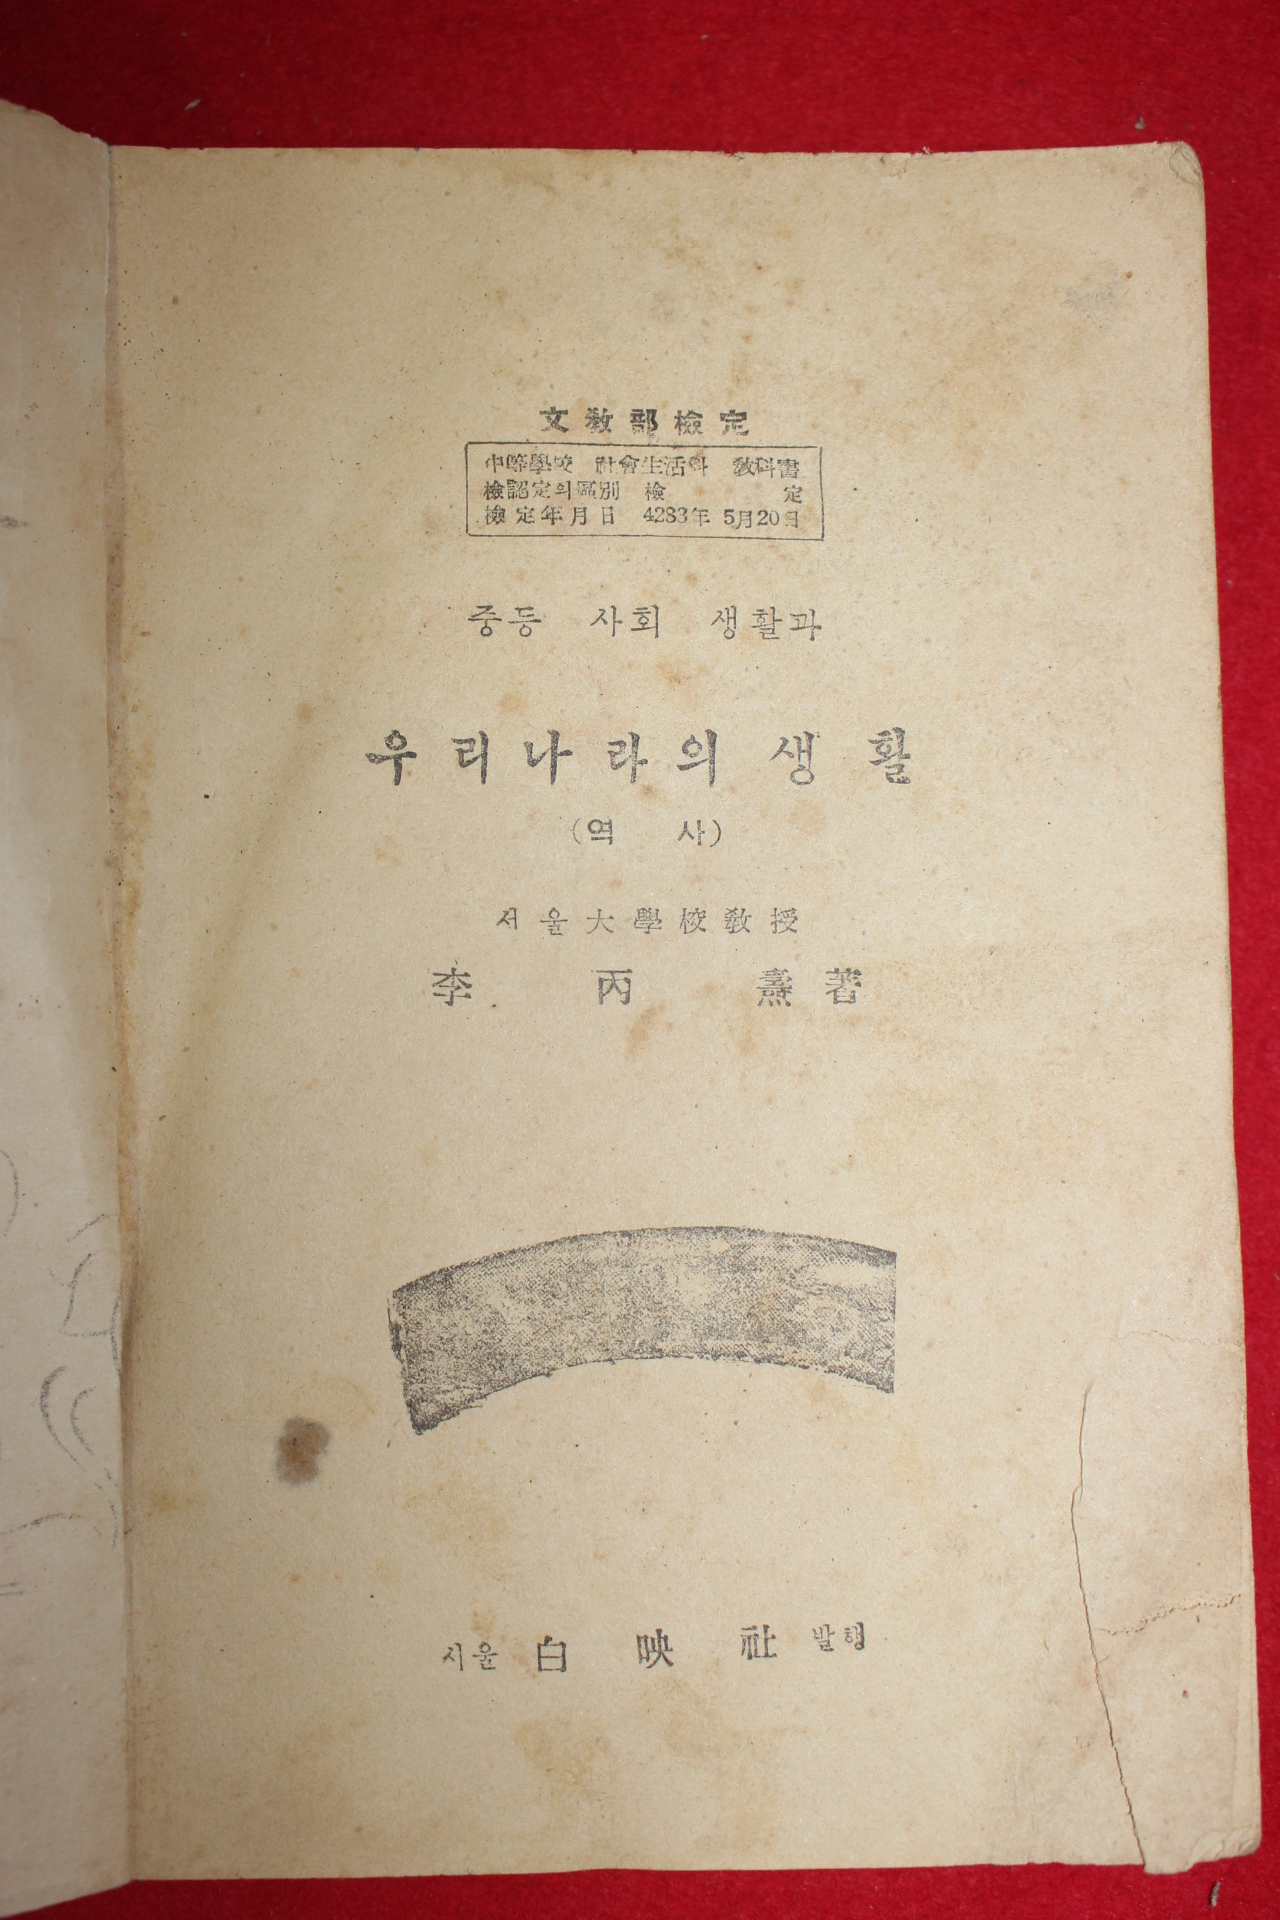 文敎部檢定
中等學校 社會生活科 敎科書
檢認定의區別 檢 定
檢定年月日 4283年 5月20日
중등 사회 생활과
우리나라의 생활
(역 사)
서울大學校敎授
李 丙 燾 著
서울 白 映 社 발행